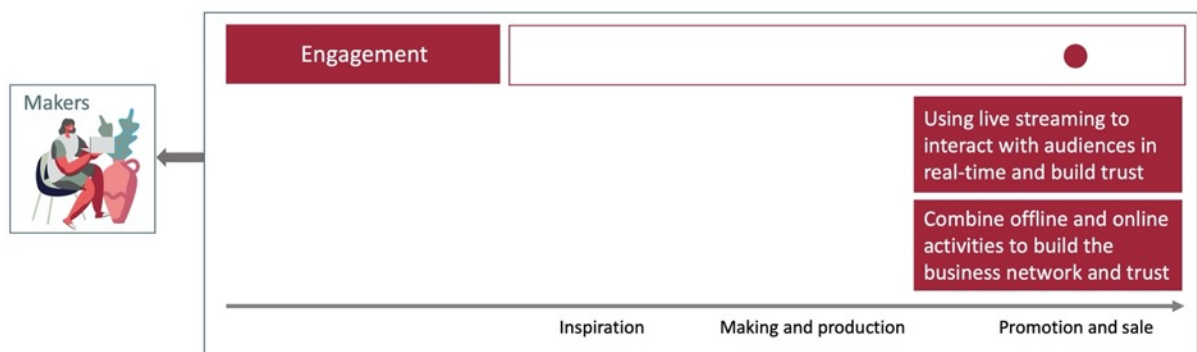 Engagement
Makers
Using live streaming to
interact with audiences in
real-time and build trust
Combine offline and online
activities to build the
business network and trust
Inspiration
Making and production
Promotion and sale